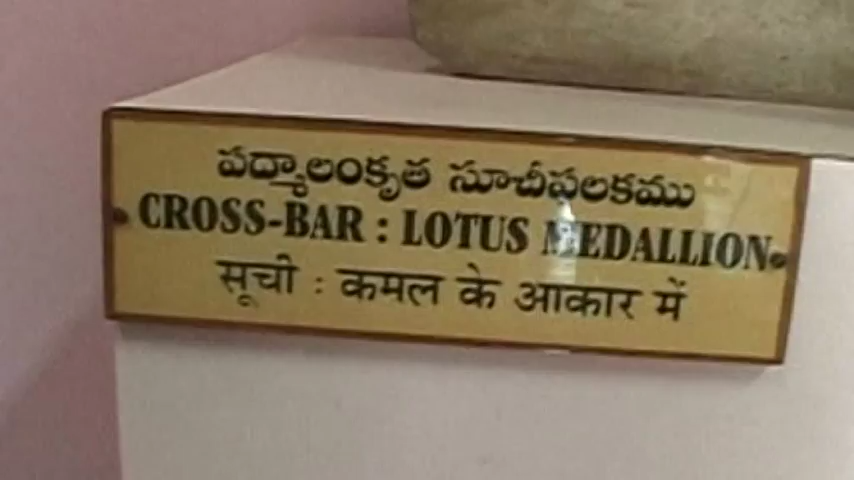 పద్మాలంకృత సూచీఫలకము
CROSS-BAR : LOTUS MEDALLION
सूची : कमल के आकार में